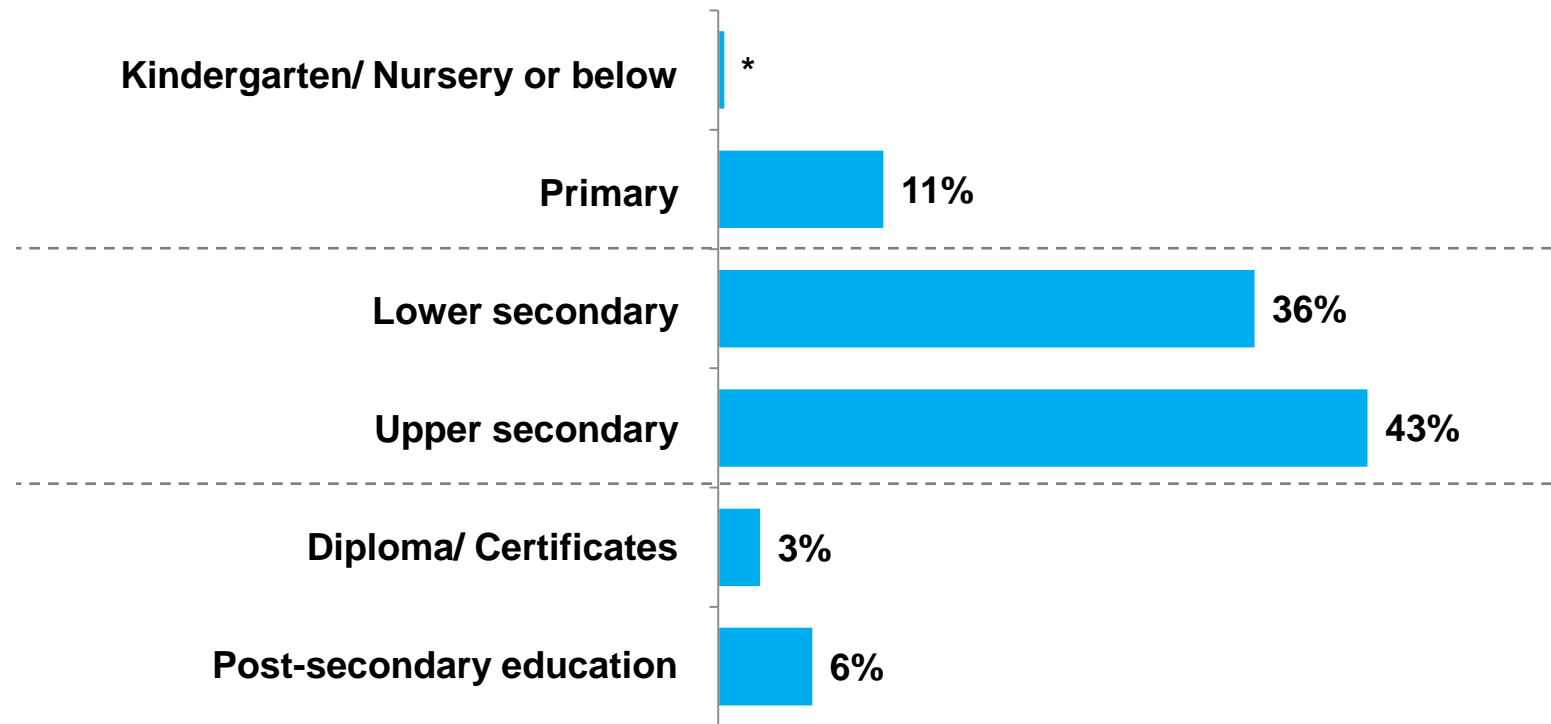 Kindergarten/ Nursery or below *
Primary 11%
Lower secondary 36%
Upper secondary 43%
Diploma/ Certificates 3%
Post-secondary education 6%